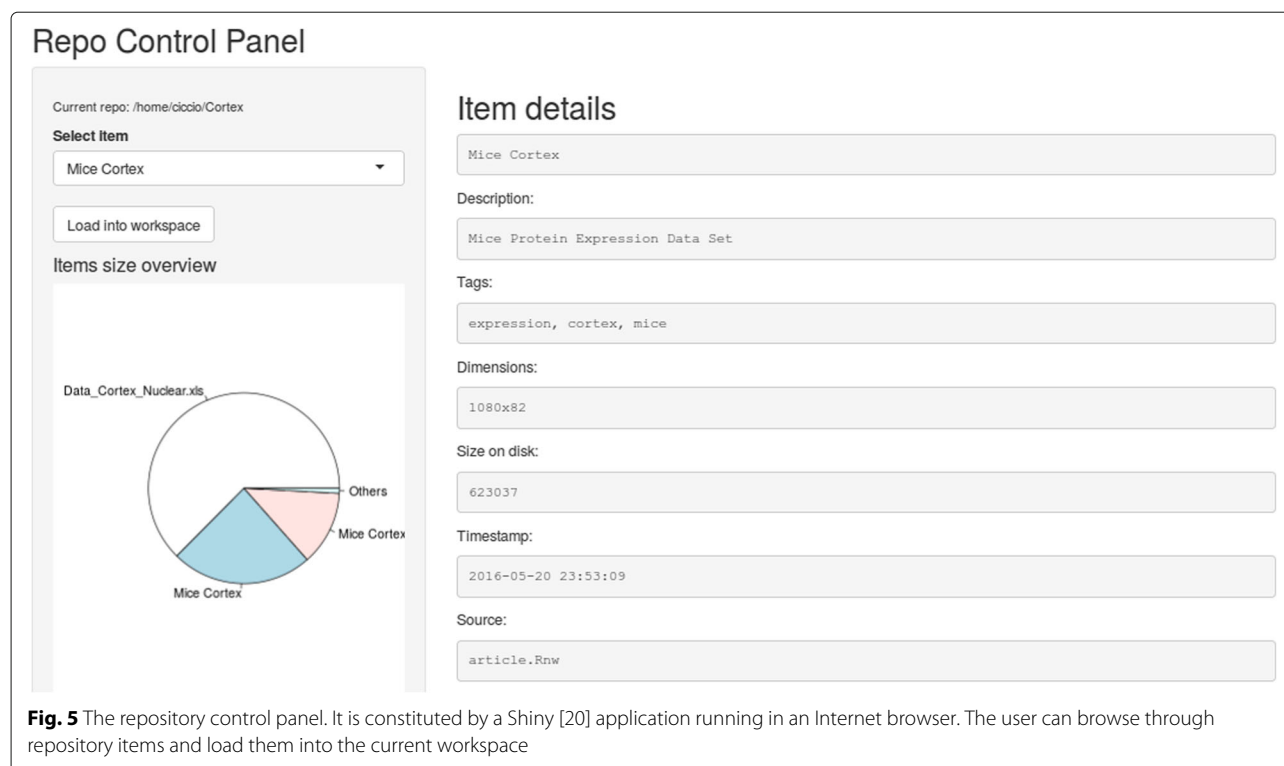 Repo Control Panel
Current repo: /home/ciccio/Cortex
Select Item
Mice Cortex
Load into workspace
Items size overview
Data_Cortex_Nuclear.xls
Others
Mice Cortex
Mice Cortex
Item details
Mice Cortex
Description:
Mice Protein Expression Data Set
Tags:
expression, cortex, mice
Dimensions:
1080x82
Size on disk:
623037
Timestamp:
2016-05-20 23:53:09
Source:
article.Rnw
Fig. 5 The repository control panel. It is constituted by a Shiny [20] application running in an Internet browser. The user can browse through
repository items and load them into the current workspace